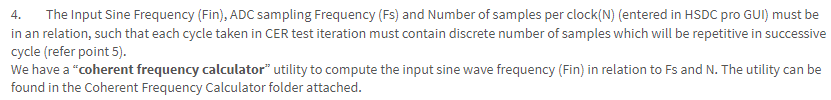 4. The Input Sine Frequency (Fin), ADC sampling Frequency (Fs) and Number of samples per clock(N) (entered in HSDC pro GUI) must be
in an relation, such that each cycle taken in CER test iteration must contain discrete number of samples which will be repetitive in successive
cycle (refer point 5).
We have a “coherent frequency calculator” utility to compute the input sine wave frequency (Fin) in relation to Fs and N. The utility can be
found in the Coherent Frequency Calculator folder attached.